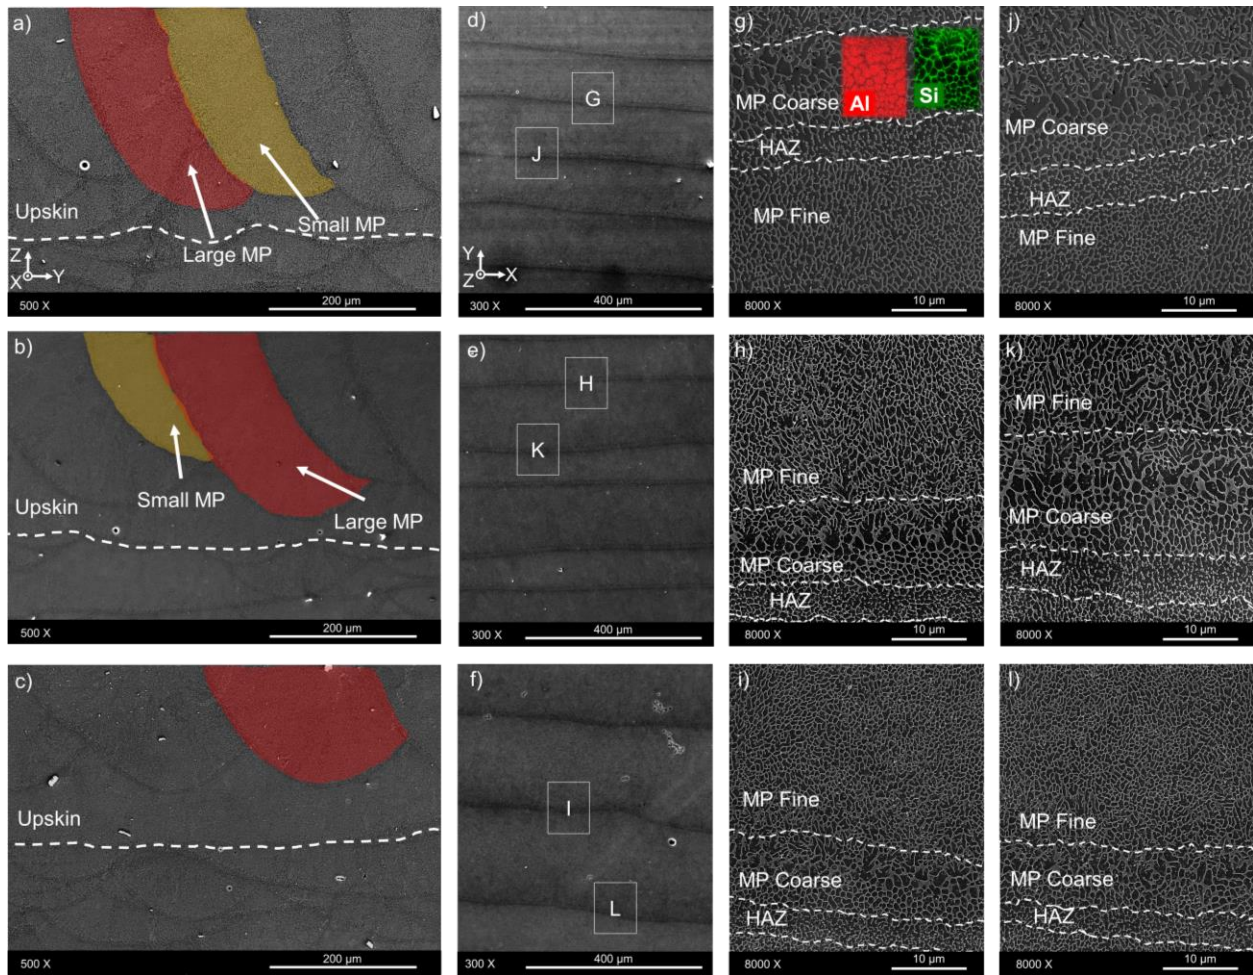 a)
Upskin
Small MP
Large MP
Z
X
Y
500 X
200 µm
d)
G
J
Y
Z
X
300 X
400 µm
g)
Al
Si
MP Coarse
HAZ
MP Fine
8000 X
10 µm
j)
MP Coarse
HAZ
MP Fine
8000 X
10 µm
b)
Small MP
Upskin
Large MP
500 X
200 µm
e)
H
K
300 X
400 µm
h)
MP Fine
MP Coarse
HAZ
8000 X
10 µm
k)
MP Fine
MP Coarse
HAZ
8000 X
10 µm
c)
Upskin
500 X
200 µm
f)
I
L
300 X
400 µm
i)
MP Fine
MP Coarse
HAZ
8000 X
10 µm
l)
MP Fine
MP Coarse
HAZ
8000 X
10 µm